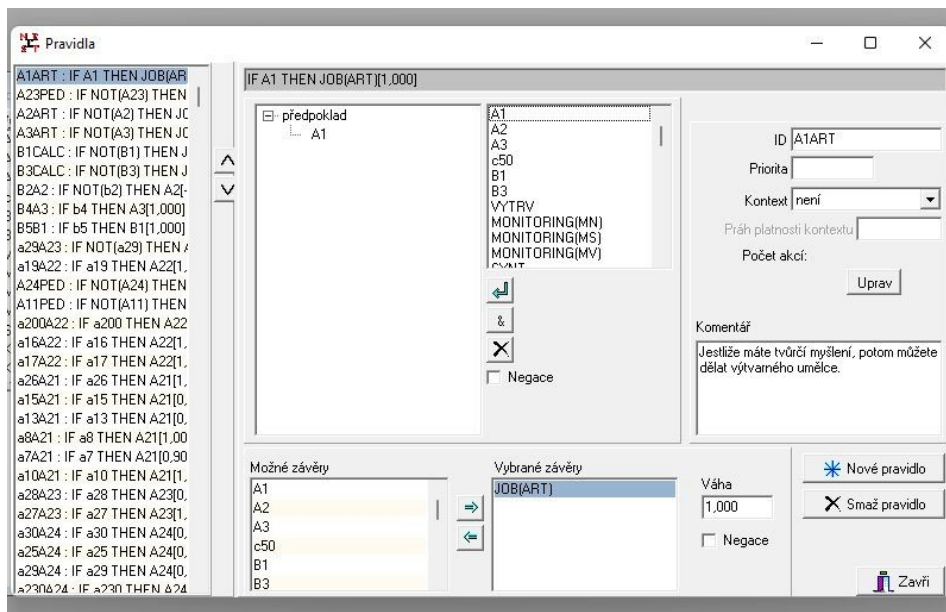 Pravidla
A1ART : IF A1 THEN JOB(AR
A23PED : IF NOT(A23) THEN
A2ART : IF NOT(A2) THEN JO
A3ART : IF NOT(A3) THEN JO
B1CALC : IF NOT(B1) THEN J
B3CALC : IF NOT(B3) THEN J
B2A2 : IF NOT(b2) THEN A2[-
B4A3 : IF b4 THEN A3[1,000]
B5B1 : IF b5 THEN B1[1,000]
a29A23 : IF NOT(a29) THEN
a19A22 : IF a19 THEN A22[1,
A24PED : IF NOT(A24) THEN
A11PED : IF NOT(A11) THEN
a200A22 : IF a200 THEN A22
a16A22 : IF a16 THEN A22[1,
a17A22 : IF a17 THEN A22[1,
a26A21 : IF a26 THEN A21[1,
a15A21 : IF a15 THEN A21[0,
a13A21 : IF a13 THEN A21[0,
a8A21 : IF a8 THEN A21[1,00
a7A21 : IF a7 THEN A21[0,90
a10A21 : IF a10 THEN A21[1,
a28A23 : IF a28 THEN A23[0,
a27A23 : IF a27 THEN A23[1,
a30A24 : IF a30 THEN A24[0,
a25A24 : IF a25 THEN A24[0,
a29A24 : IF a29 THEN A24[0,
a230A24 : IF a230 THEN A24
IF A1 THEN JOB(ART)[1,000]
předpoklad
A1
A1
A2
A3
c50
B1
B3
VYTRV
MONITORING(MN)
MONITORING(MS)
MONITORING(MV)
&
Negace
ID A1ART
Priorita
Kontext není
Práh platnosti kontextu
Počet akcí:
Uprav
Komentář
Jestliže máte tvůrčí myšlení, potom můžete
dělat výtvarného umělce.
Možné závěry
A1
A2
A3
c50
B1
B3
Vybrané závěry
JOB(ART)
Váha
1,000
Negace
Nové pravidlo
Smaž pravidlo
Zavři